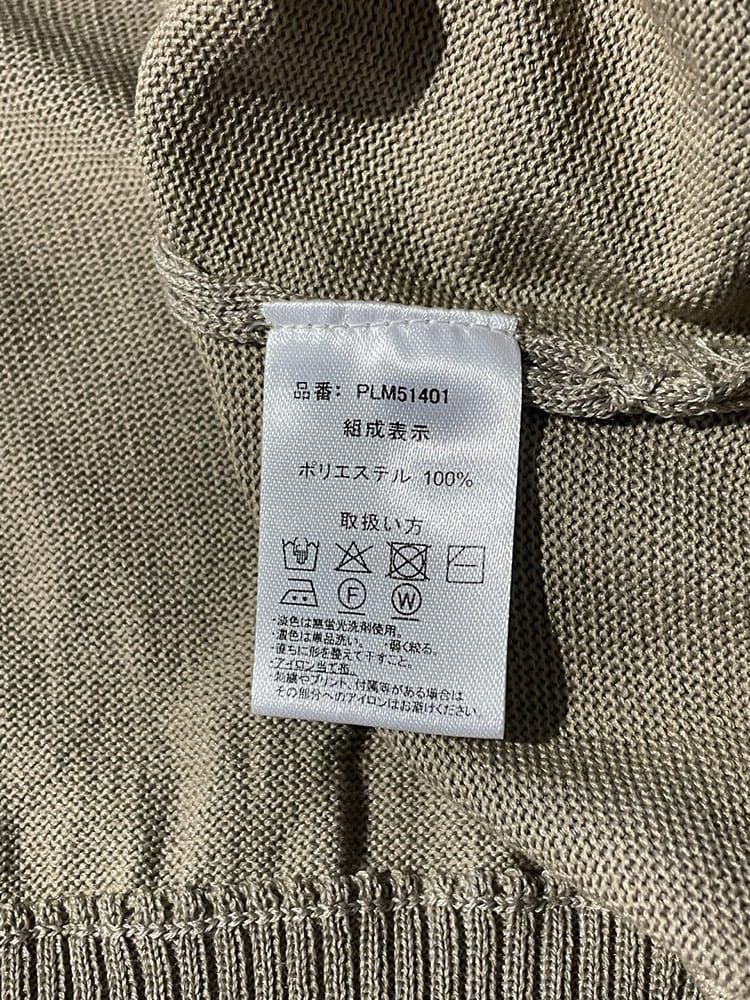 品番: PLM51401
組成表示
ポリエステル 100%
取扱い方
F W
・淡色は無蛍光洗剤使用。
・濃色は単品洗い。 ・弱く絞る。
・直ちに形を整えて干すこと。
・アイロン当て布。
・刺繍やプリント、付属等がある場合は
その部分へのアイロンはお避けください。